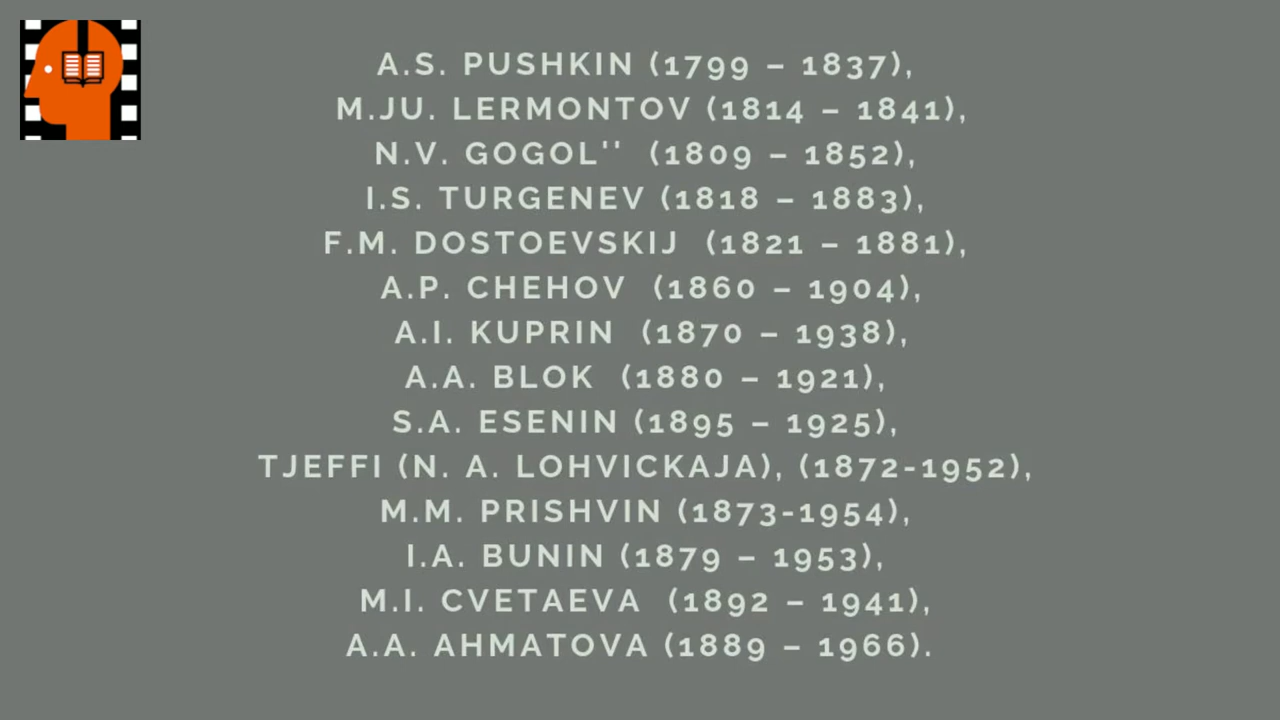 A.S. PUSHKIN (1799 – 1837),
M.JU. LERMONTOV (1814 – 1841),
N.V. GOGOL'' (1809 – 1852),
I.S. TURGENEV (1818 – 1883),
F.M. DOSTOEVSKIJ (1821 – 1881),
A.P. CHEHOV (1860 – 1904),
A.I. KUPRIN (1870 – 1938),
A.A. BLOK (1880 – 1921),
S.A. ESENIN (1895 – 1925),
TJEFFI (N. A. LOHVICKAJA), (1872-1952),
M.M. PRISHVIN (1873-1954),
I.A. BUNIN (1879 – 1953),
M.I. CVETAEVA (1892 – 1941),
A.A. AHMATOVA (1889 – 1966).